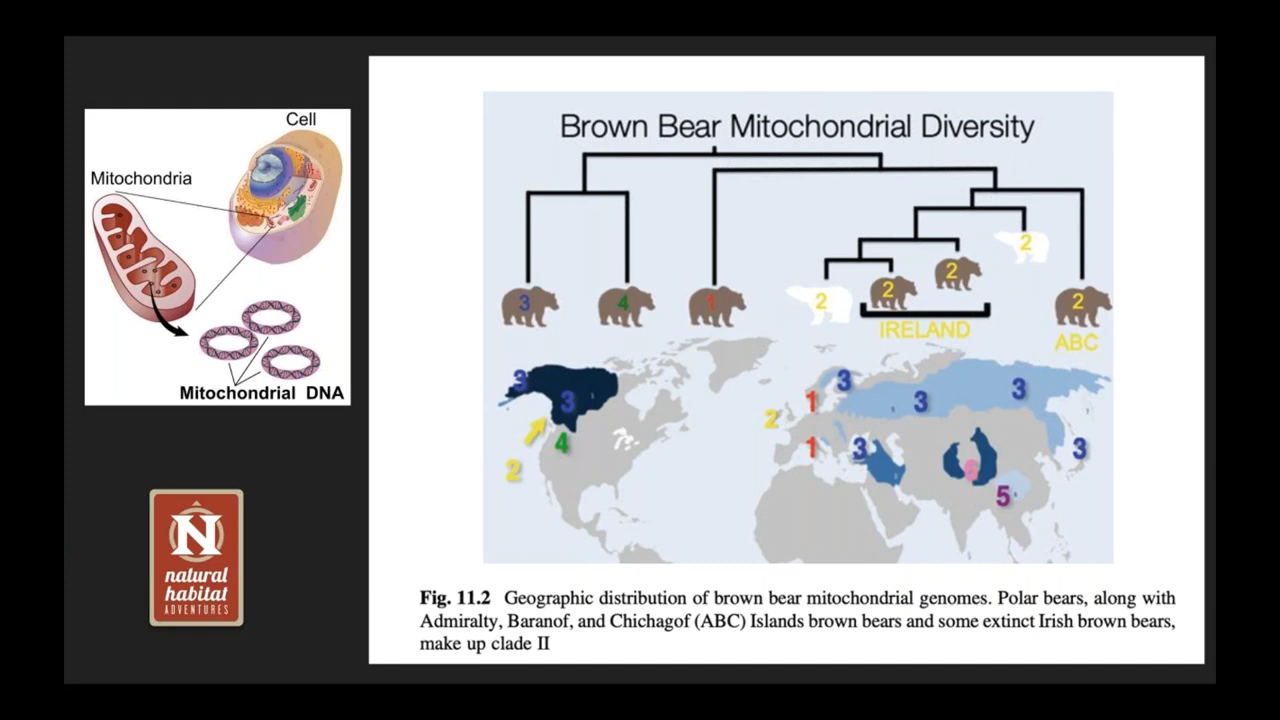 Cell
Mitochondria
Mitochondrial DNA
N
natural
habitat
ADVENTURES
Brown Bear Mitochondrial Diversity
2
3
4
1
2
2
2
2
IRELAND
ABC
3
3
4
2
2
1
1
3
3
3
3
3
5
Fig. 11.2 Geographic distribution of brown bear mitochondrial genomes. Polar bears, along with
Admiralty, Baranof, and Chichagof (ABC) Islands brown bears and some extinct Irish brown bears,
make up clade II